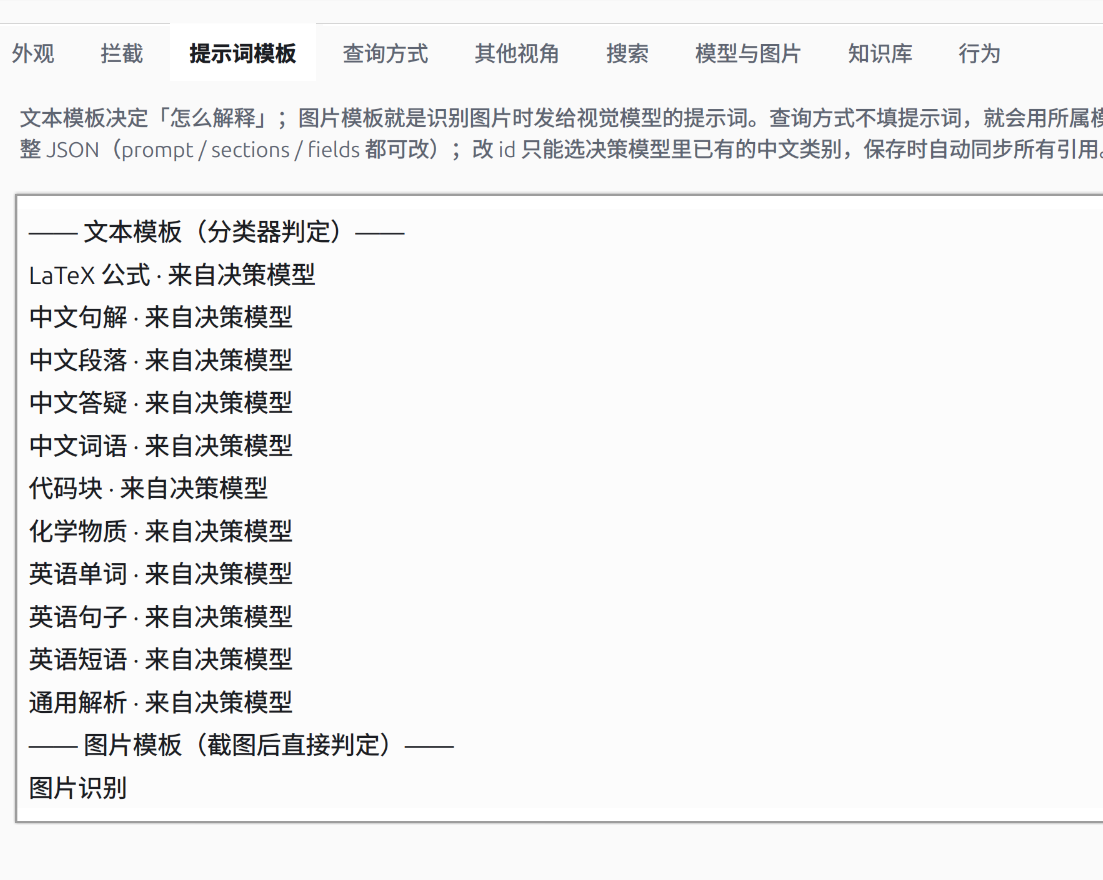 外观 拦截 提示词模板 查询方式 其他视角 搜索 模型与图片 知识库 行为
文本模板决定「怎么解释」；图片模板就是识别图片时发给视觉模型的提示词。查询方式不填提示词，就会用所属模
整 JSON（prompt / sections / fields 都可改）；改 id 只能选决策模型里已有的中文类别，保存时自动同步所有引用。
—— 文本模板（分类器判定）——
LaTeX 公式 · 来自决策模型
中文句解 · 来自决策模型
中文段落 · 来自决策模型
中文答疑 · 来自决策模型
中文词语 · 来自决策模型
代码块 · 来自决策模型
化学物质 · 来自决策模型
英语单词 · 来自决策模型
英语句子 · 来自决策模型
英语短语 · 来自决策模型
通用解析 · 来自决策模型
—— 图片模板（截图后直接判定）——
图片识别